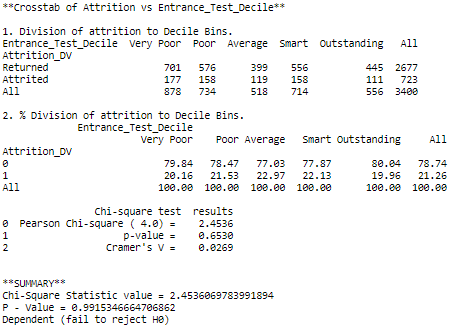 **Crosstab of Attrition vs Entrance_Test_Decile**
1. Division of attrition to Decile Bins.
Entrance_Test_Decile Very Poor Poor Average Smart Outstanding All
Attrition_DV
Returned 701 576 399 556 445 2677
Attrited 177 158 119 158 111 723
All 878 734 518 714 556 3400
2. % Division of attrition to Decile Bins.
Entrance_Test_Decile
Very Poor Poor Average Smart Outstanding All
Attrition_DV
0 79.84 78.47 77.03 77.87 80.04 78.74
1 20.16 21.53 22.97 22.13 19.96 21.26
All 100.00 100.00 100.00 100.00 100.00 100.00
Chi-square test results
0 Pearson Chi-square ( 4.0) = 2.4536
1 p-value = 0.6530
2 Cramer's V = 0.0269
**SUMMARY**
Chi-Square Statistic value = 2.4536069783991894
P - Value = 0.9915346664706862
Dependent (fail to reject H0)